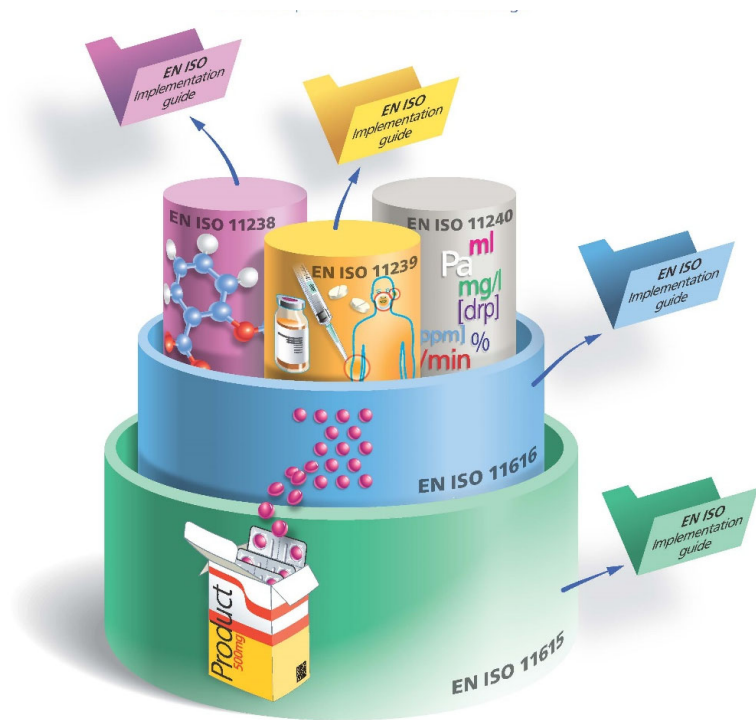 EN ISO
Implementation
guide
EN ISO
Implementation
guide
EN ISO 11238
EN ISO 11239
EN ISO 11240
ml
Pa
mg/l
[drp]
ppm]
%
/min
EN ISO
Implementation
guide
EN ISO 11616
EN ISO
Implementation
guide
Product
500mg
EN ISO 11615